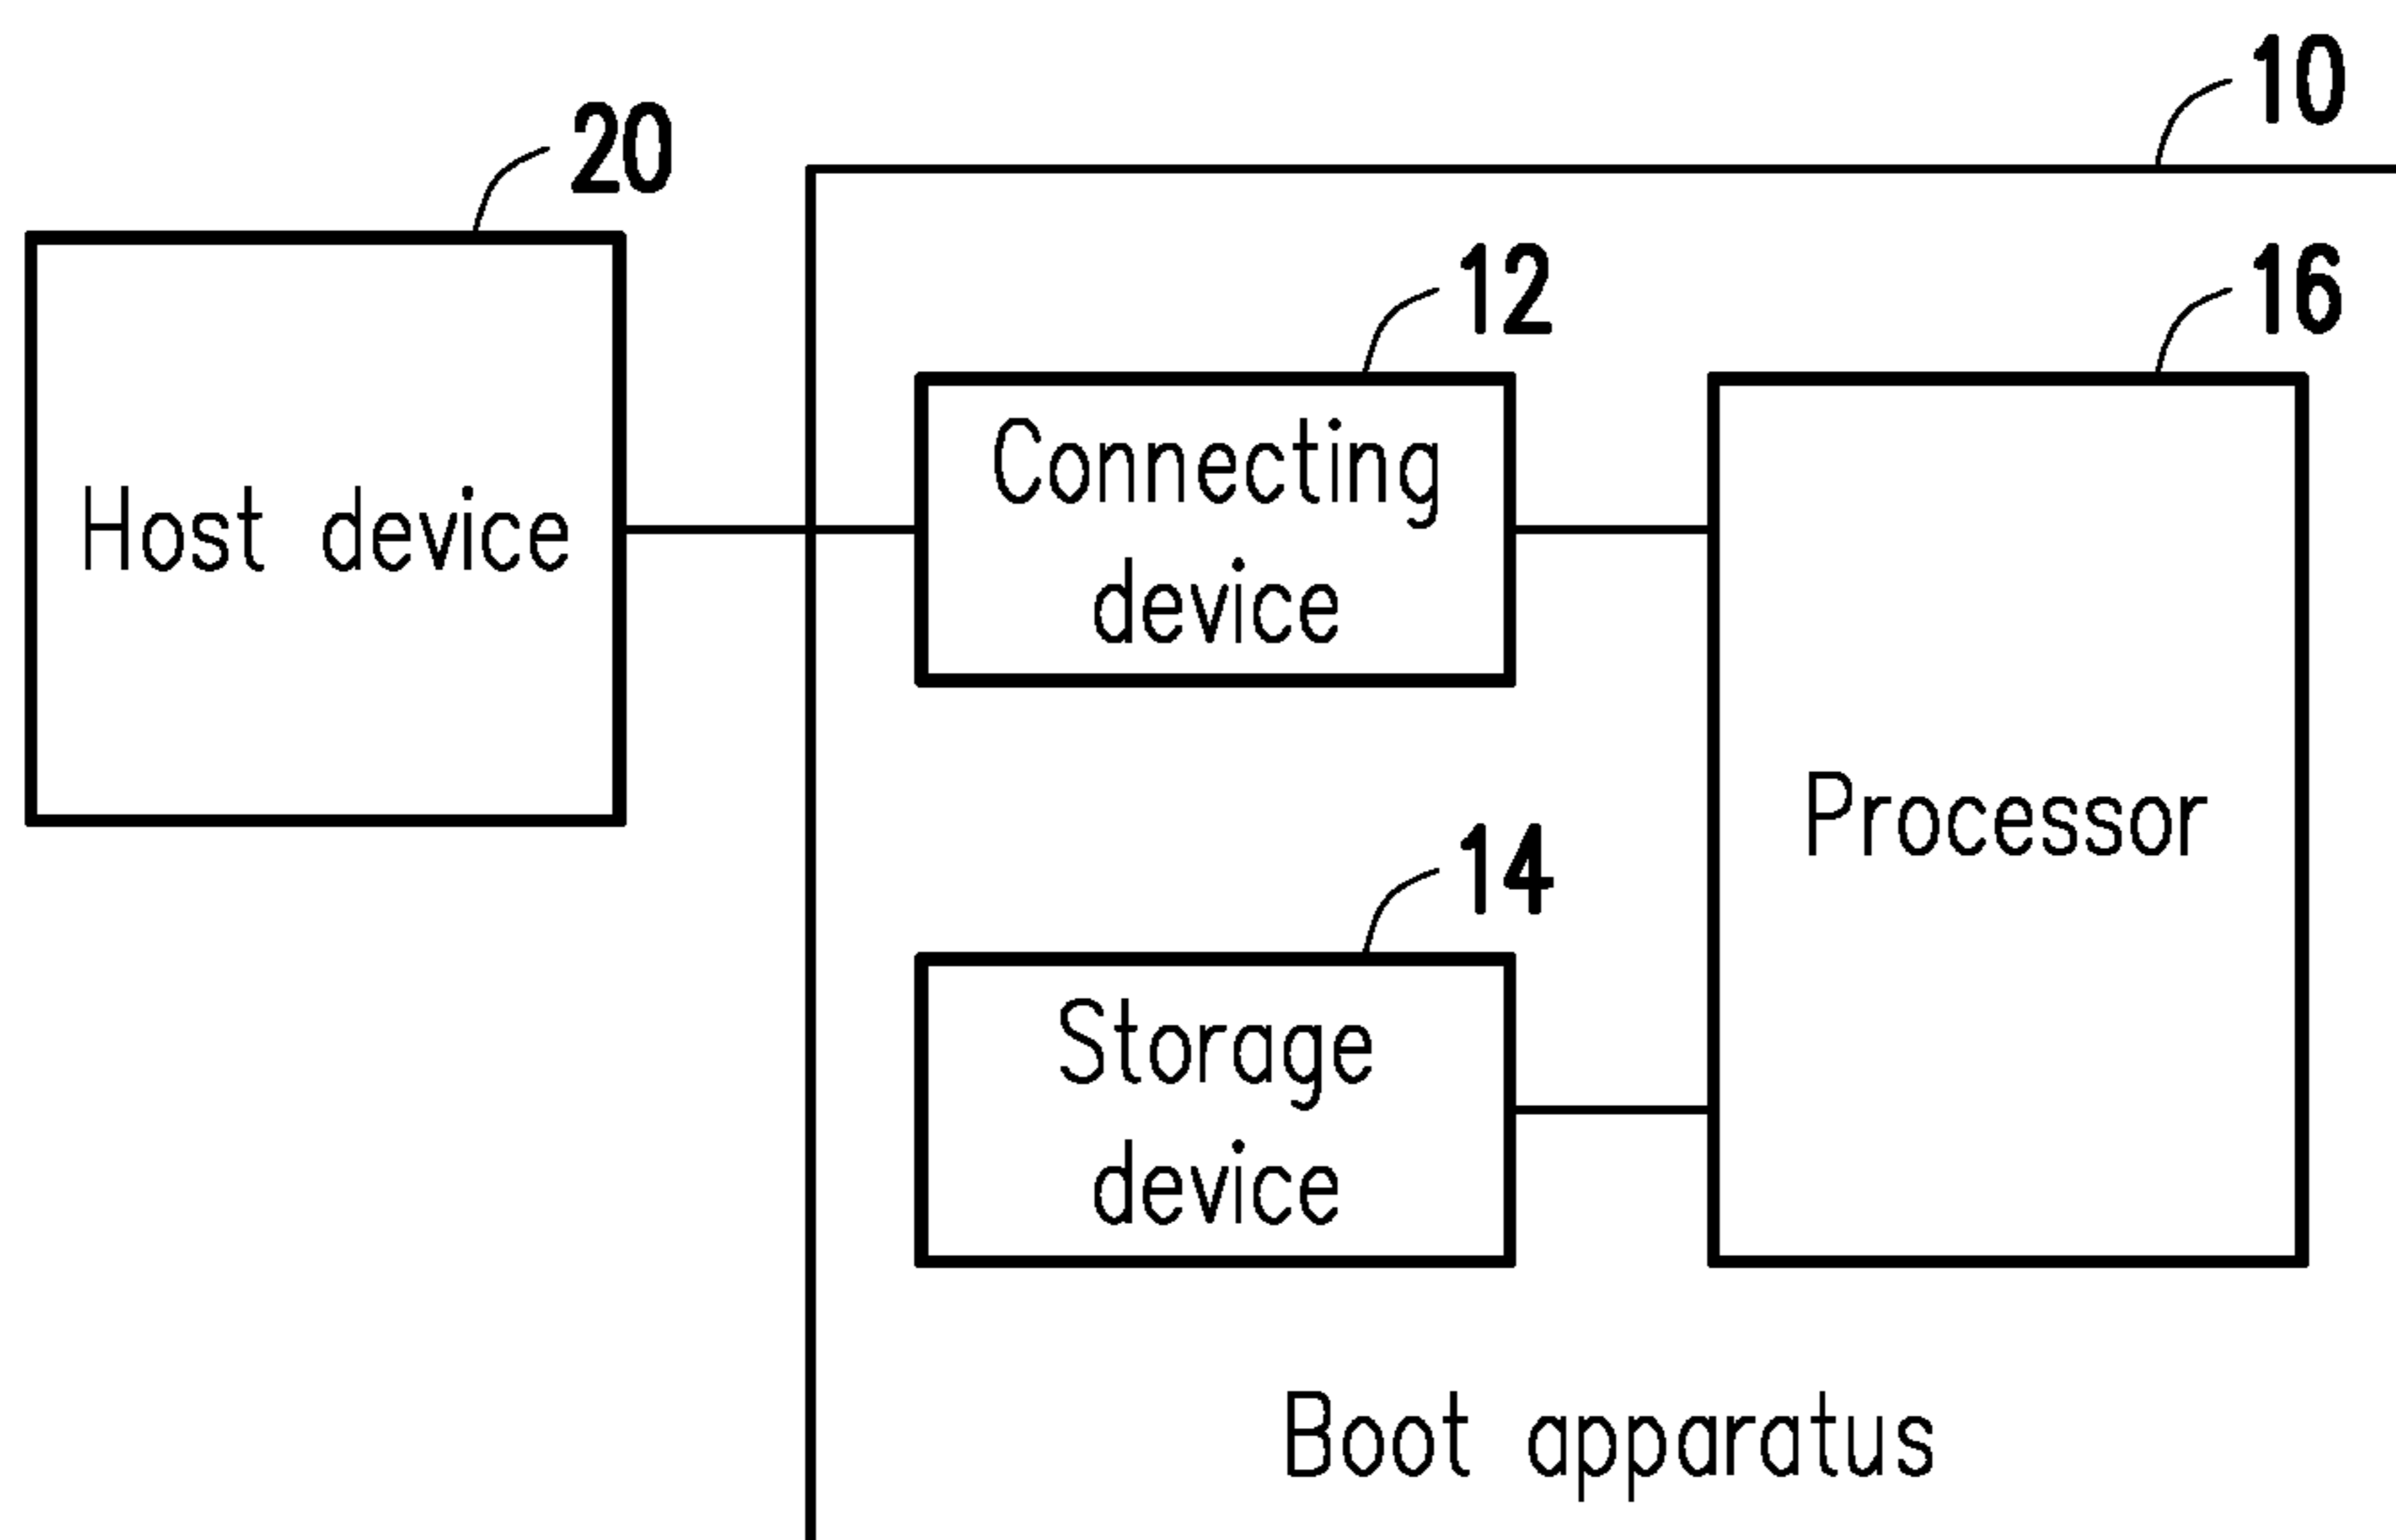 10
20
12
16
Host device
Connecting
device
Processor
14
Storage
device
Boot apparatus